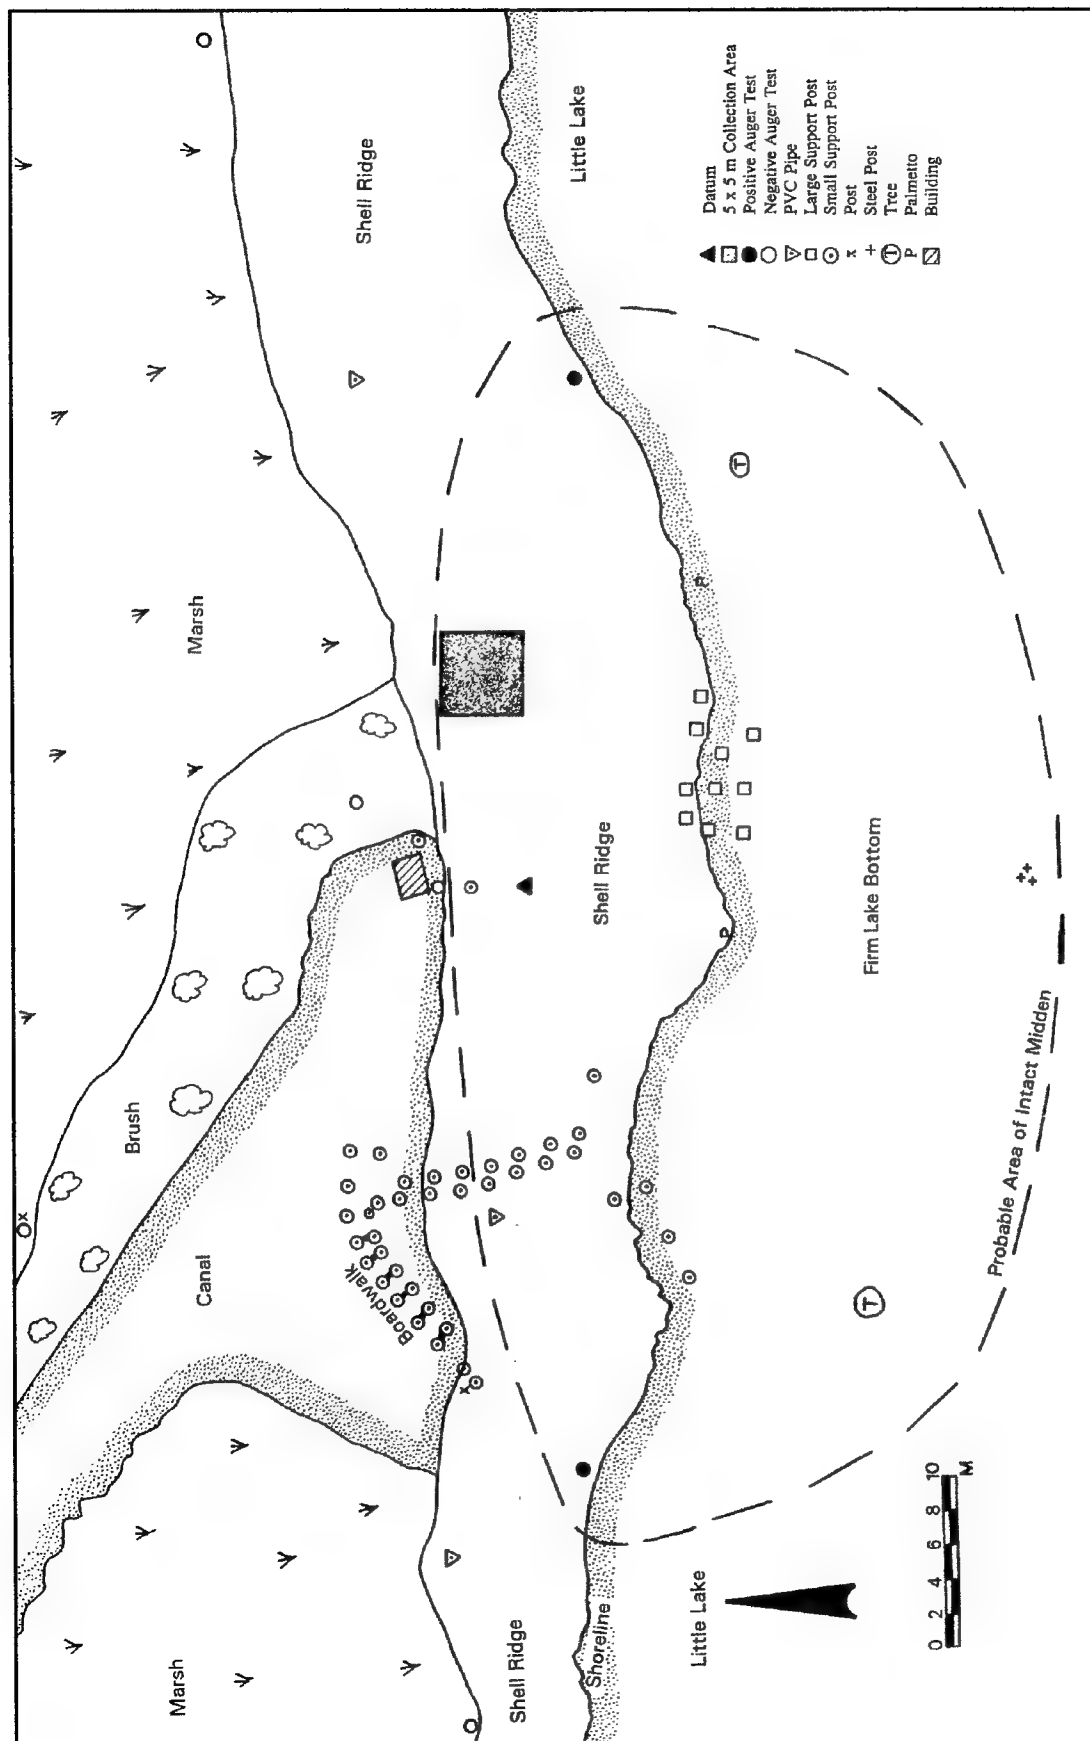 Marsh
Shell Ridge
Little Lake
Brush
Canal
Boardwalk
Shell Ridge
Marsh
Shell Ridge
Shoreline
Little Lake
Firm Lake Bottom
Probable Area of Intact Midden
T
T
P
P
x
x
0 2 4 6 8 10
M
▲ Datum
5 x 5 m Collection Area
Positive Auger Test
Negative Auger Test
PVC Pipe
Large Support Post
Small Support Post
x Post
+ Steel Post
T Tree
P Palmetto
Building